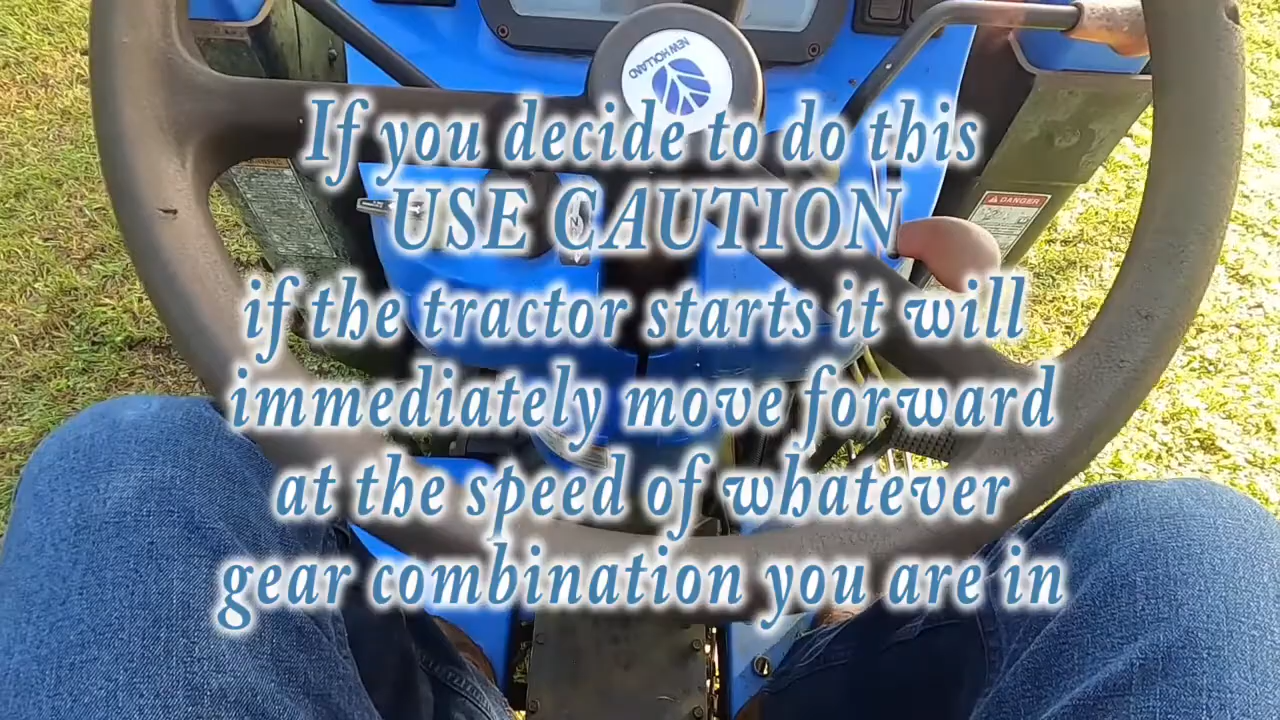 NEW HOLLAND
If you decide to do this
USE CAUTION
DANGER
if the tractor starts it will
immediately move forward
at the speed of whatever
gear combination you are in